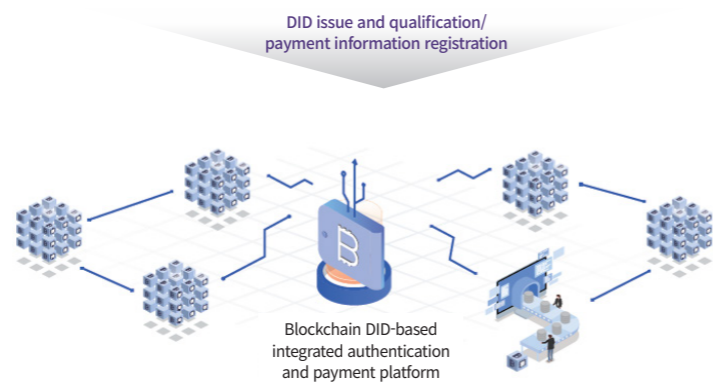 DID issue and qualification/
payment information registration
B
Blockchain DID-based
integrated authentication
and payment platform